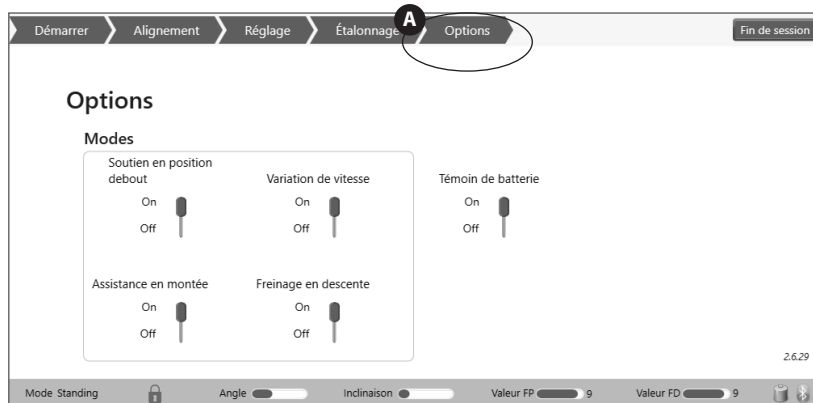 A
Démarrer Alignement Réglage Étalonnage Options Fin de session
Options
Modes
Soutien en position
debout
On
Off
Variation de vitesse
On
Off
Témoin de batterie
On
Off
Assistance en montée
On
Off
Freinage en descente
On
Off
2.6.29
Mode Standing Angle Inclinaison Valeur FP 9 Valeur FD 9